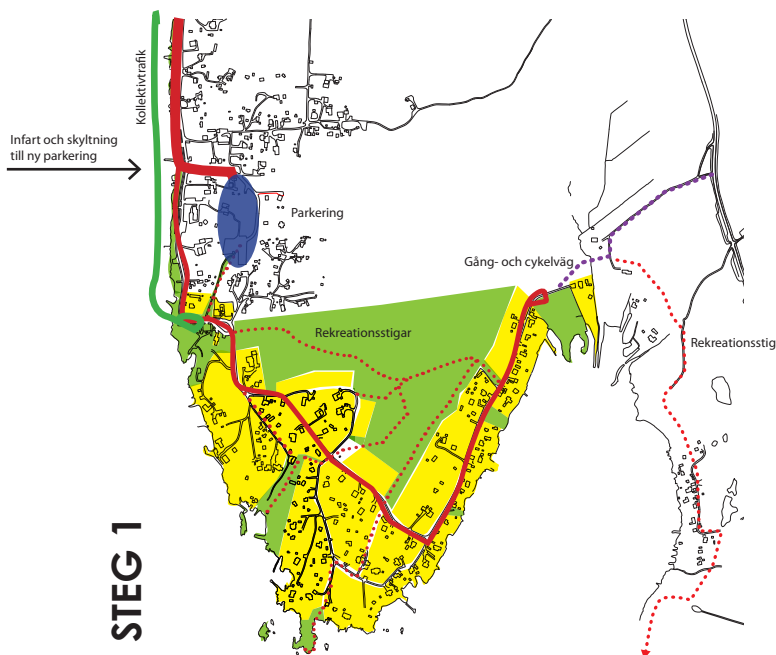 Kollektivtrafik
Infart och skyltning
till ny parkering
Parkering
Gång- och cykelväg
Rekreationsstigar
Rekreationsstig
STEG 1